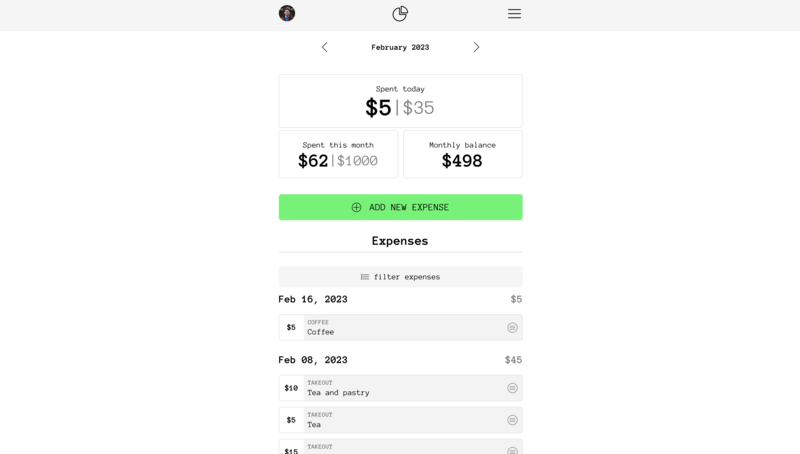 February 2023
Spent today
$5|$35
Spent this month
$62|$1000
Monthly balance
$498
ADD NEW EXPENSE
Expenses
filter expenses
Feb 16, 2023 $5
$5 COFFEE
Coffee
Feb 08, 2023 $45
$10 TAKEOUT
Tea and pastry
$5 TAKEOUT
Tea
$15 TAKEOUT